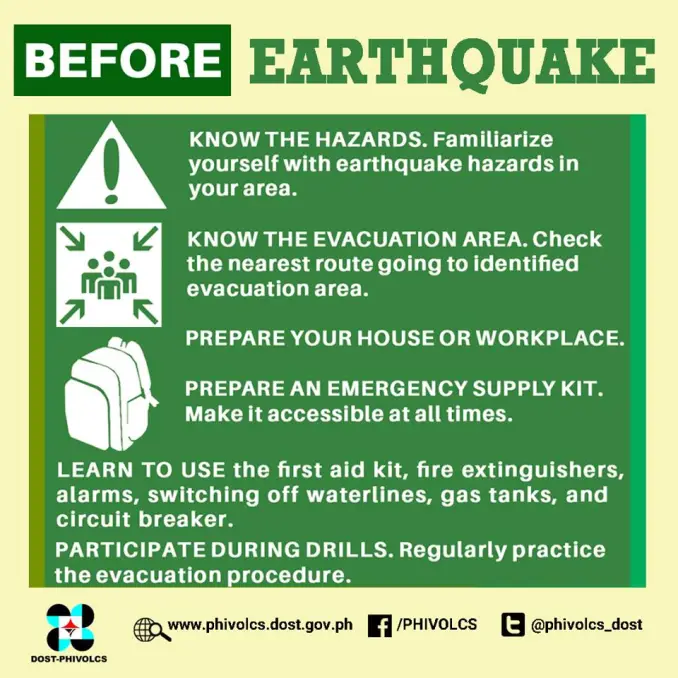 BEFORE EARTHQUAKE
KNOW THE HAZARDS. Familiarize
yourself with earthquake hazards in
your area.
KNOW THE EVACUATION AREA. Check
the nearest route going to identified
evacuation area.
PREPARE YOUR HOUSE OR WORKPLACE.
PREPARE AN EMERGENCY SUPPLY KIT.
Make it accessible at all times.
LEARN TO USE the first aid kit, fire extinguishers,
alarms, switching off waterlines, gas tanks, and
circuit breaker.
PARTICIPATE DURING DRILLS. Regularly practice
the evacuation procedure.
DOST-PHIVOLCS
www.phivolcs.dost.gov.ph
/PHIVOLCS
@phivolcs_dost